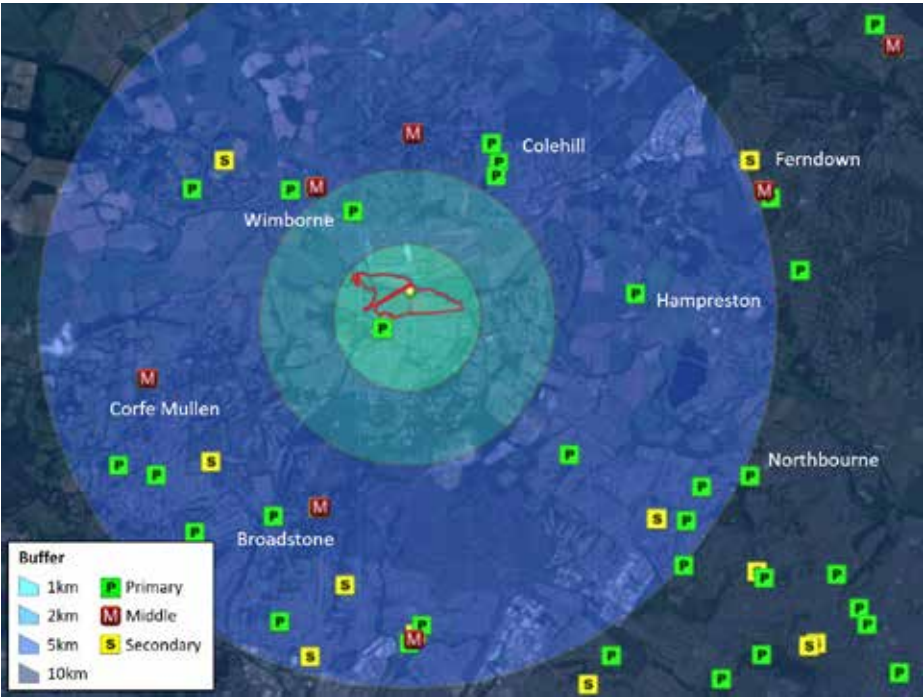 M
P
Colehill
S
Ferndown
Wimborne
Hampreston
Corfe Mullen
Northbourne
Broadstone
Buffer
1km P Primary
2km M Middle
5km S Secondary
10km